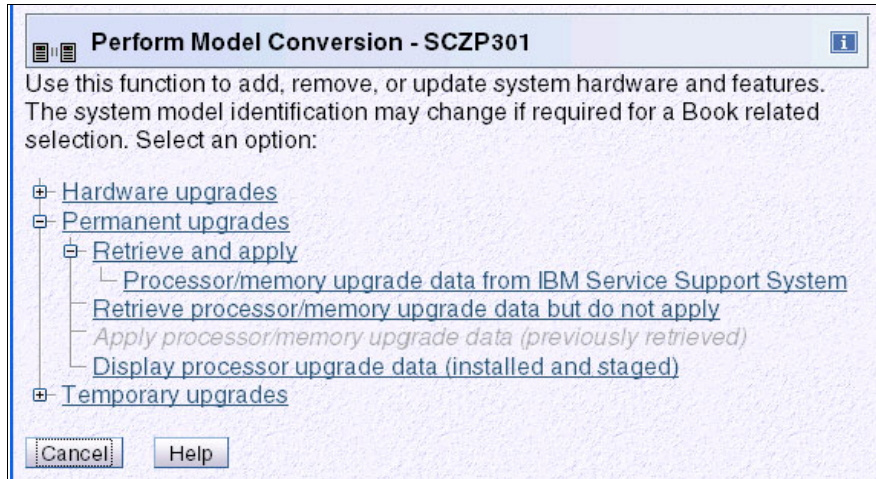 Perform Model Conversion - SCZP301
i
Use this function to add, remove, or update system hardware and features.
The system model identification may change if required for a Book related
selection. Select an option:
Hardware upgrades
Permanent upgrades
Retrieve and apply
Processor/memory upgrade data from IBM Service Support System
Retrieve processor/memory upgrade data but do not apply
Apply processor/memory upgrade data (previously retrieved)
Display processor upgrade data (installed and staged)
Temporary upgrades
Cancel Help